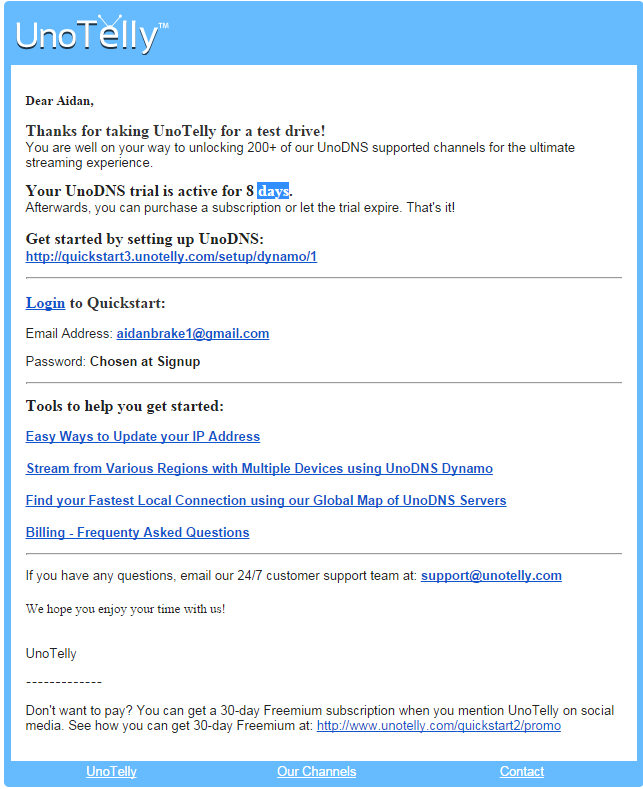 UnoTelly™
Dear Aidan,
Thanks for taking UnoTelly for a test drive!
You are well on your way to unlocking 200+ of our UnoDNS supported channels for the ultimate
streaming experience.
Your UnoDNS trial is active for 8 days.
Afterwards, you can purchase a subscription or let the trial expire. That's it!
Get started by setting up UnoDNS:
http://quickstart3.unotelly.com/setup/dynamo/1
Login to Quickstart:
Email Address: aidanbrake1@gmail.com
Password: Chosen at Signup
Tools to help you get started:
Easy Ways to Update your IP Address
Stream from Various Regions with Multiple Devices using UnoDNS Dynamo
Find your Fastest Local Connection using our Global Map of UnoDNS Servers
Billing - Frequenty Asked Questions
If you have any questions, email our 24/7 customer support team at: support@unotelly.com
We hope you enjoy your time with us!
UnoTelly
-------------
Don't want to pay? You can get a 30-day Freemium subscription when you mention UnoTelly on social
media. See how you can get 30-day Freemium at: http://www.unotelly.com/quickstart2/promo
UnoTelly Our Channels Contact